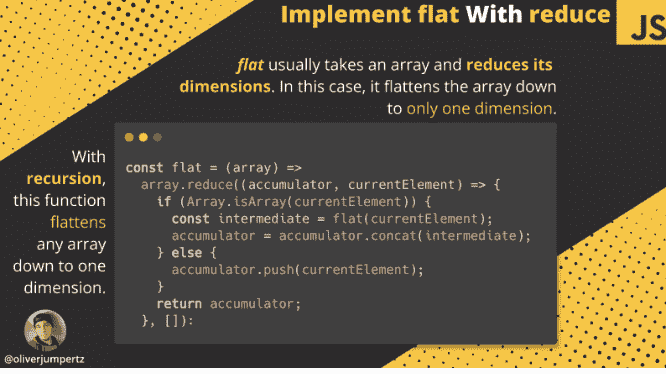 Implement flat With reduce
JS
flat usually takes an array and reduces its
dimensions. In this case, it flattens the array down
to only one dimension.
With
recursion,
this function
flattens
any array
down to one
dimension.
const flat = (array) =>
  array.reduce((accumulator, currentElement) => {
    if (Array.isArray(currentElement)) {
      const intermediate = flat(currentElement);
      accumulator = accumulator.concat(intermediate);
    } else {
      accumulator.push(currentElement);
    }
    return accumulator;
  }, []):
@oliverjumpertz